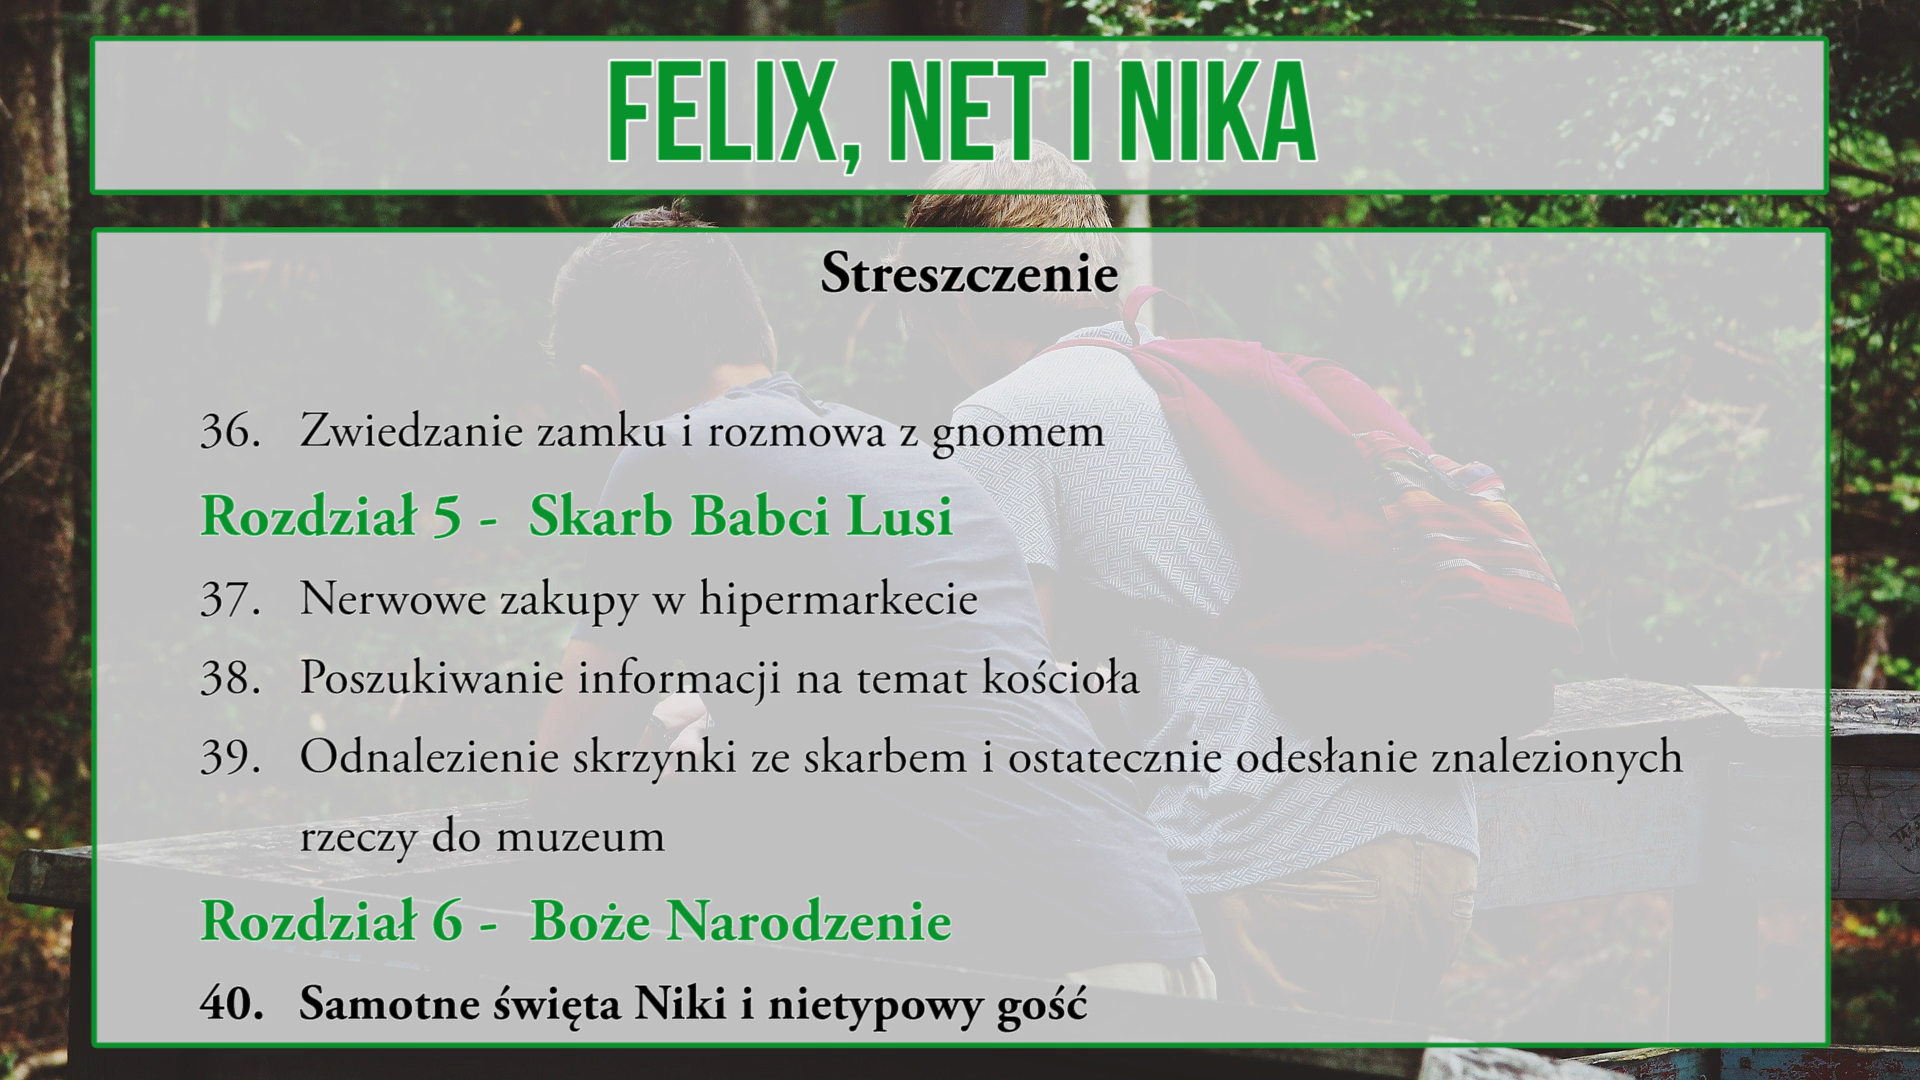 FELIX, NET I NIKA
Streszczenie
36. Zwiedzanie zamku i rozmowa z gnomem
Rozdział 5 - Skarb Babci Lusi
37. Nerwowe zakupy w hipermarkecie
38. Poszukiwanie informacji na temat kościoła
39. Odnalezienie skrzynki ze skarbem i ostatecznie odesłanie znalezionych
rzeczy do muzeum
Rozdział 6 - Boże Narodzenie
40. Samotne święta Niki i nietypowy gość